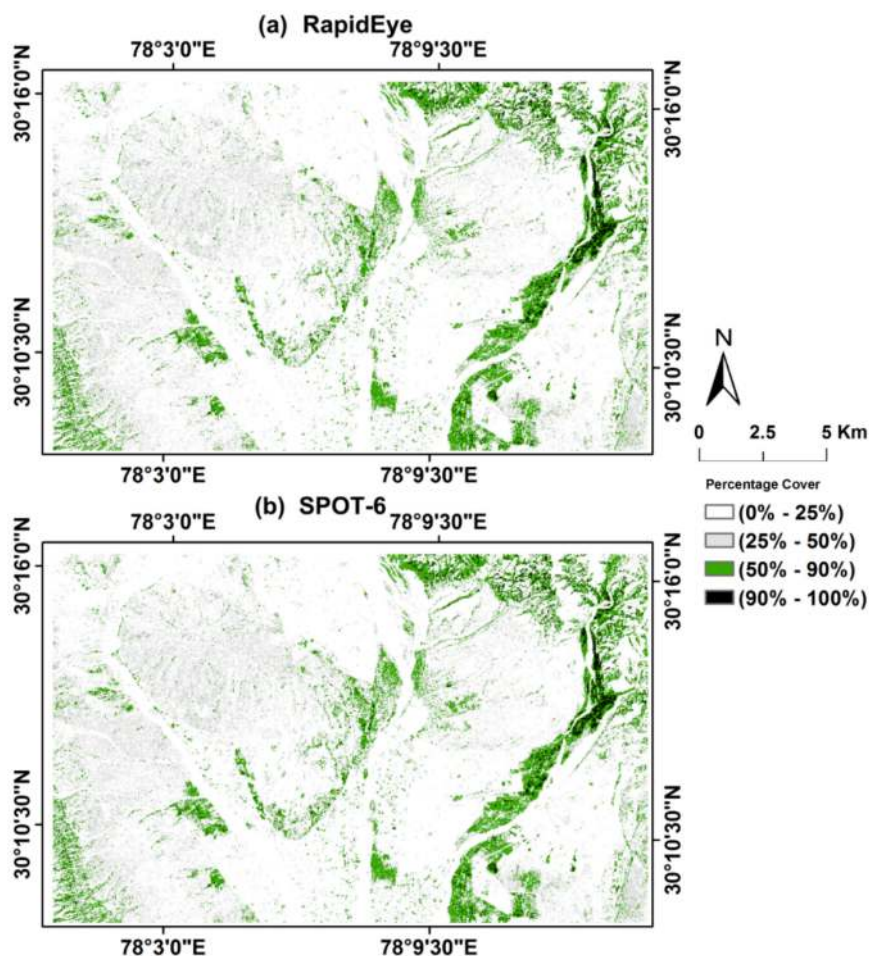 (a) RapidEye
78°3'0"E 78°9'30"E
30°16'0"N 30°16'0"N
30°10'30"N 30°10'30"N
78°3'0"E 78°9'30"E
N
0 2.5 5 Km
Percentage Cover
(0% - 25%)
(25% - 50%)
(50% - 90%)
(90% - 100%)
(b) SPOT-6
78°3'0"E 78°9'30"E
30°16'0"N 30°16'0"N
30°10'30"N 30°10'30"N
78°3'0"E 78°9'30"E